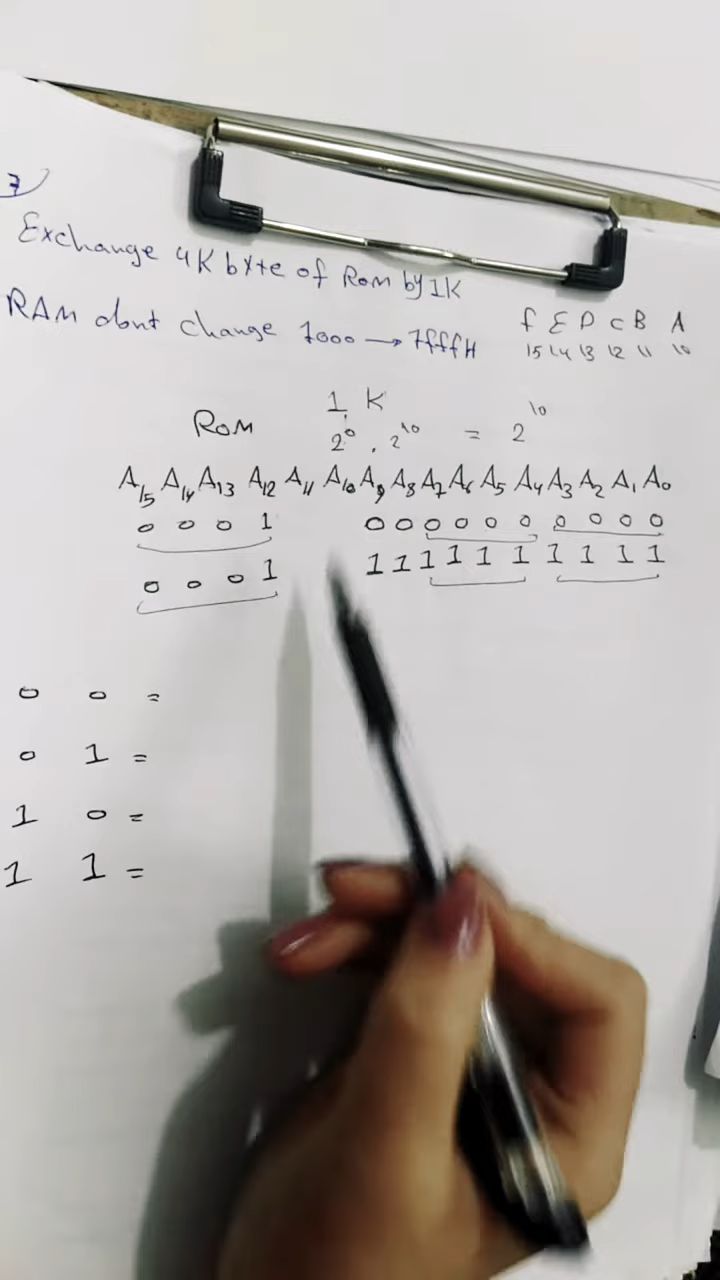 7)
Exchange 4K byte of Rom by 1K
RAM dont change 1000 → 7fffH
f E D C B A
15 14 13 12 11 10
1 K
Rom
2⁰ . 2¹⁰ = 2¹⁰
A15 A14 A13 A12 A11 A10 A9 A8 A7 A6 A5 A4 A3 A2 A1 A0
0 0 0 1 0 0 0 0 0 0 0 0 0 0
0 0 0 1 1 1 1 1 1 1 1 1 1 1
0 0 =
0 1 =
1 0 =
1 1 =